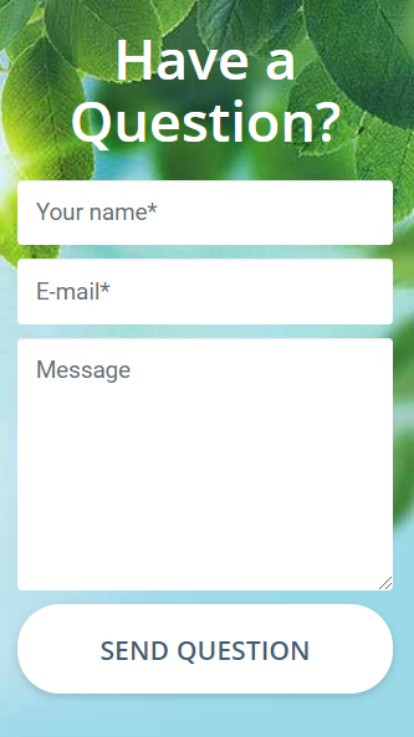 Have a
Question?
Your name*
E-mail*
Message
SEND QUESTION